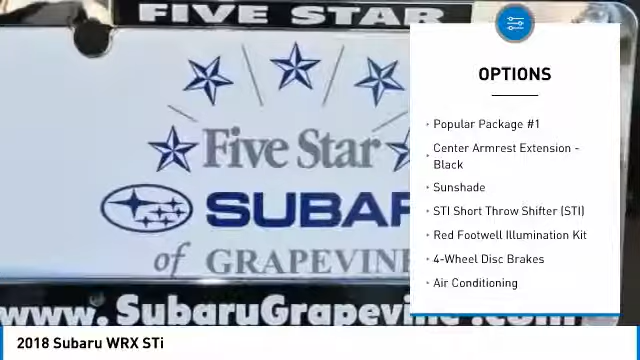 FIVE STAR
Five Star
SUBAR
of GRAPEVINE
www.SubaruGrapevine.com
OPTIONS
• Popular Package #1
• Center Armrest Extension -
Black
• Sunshade
• STI Short Throw Shifter (STI)
• Red Footwell Illumination Kit
• 4-Wheel Disc Brakes
• Air Conditioning
2018 Subaru WRX STi